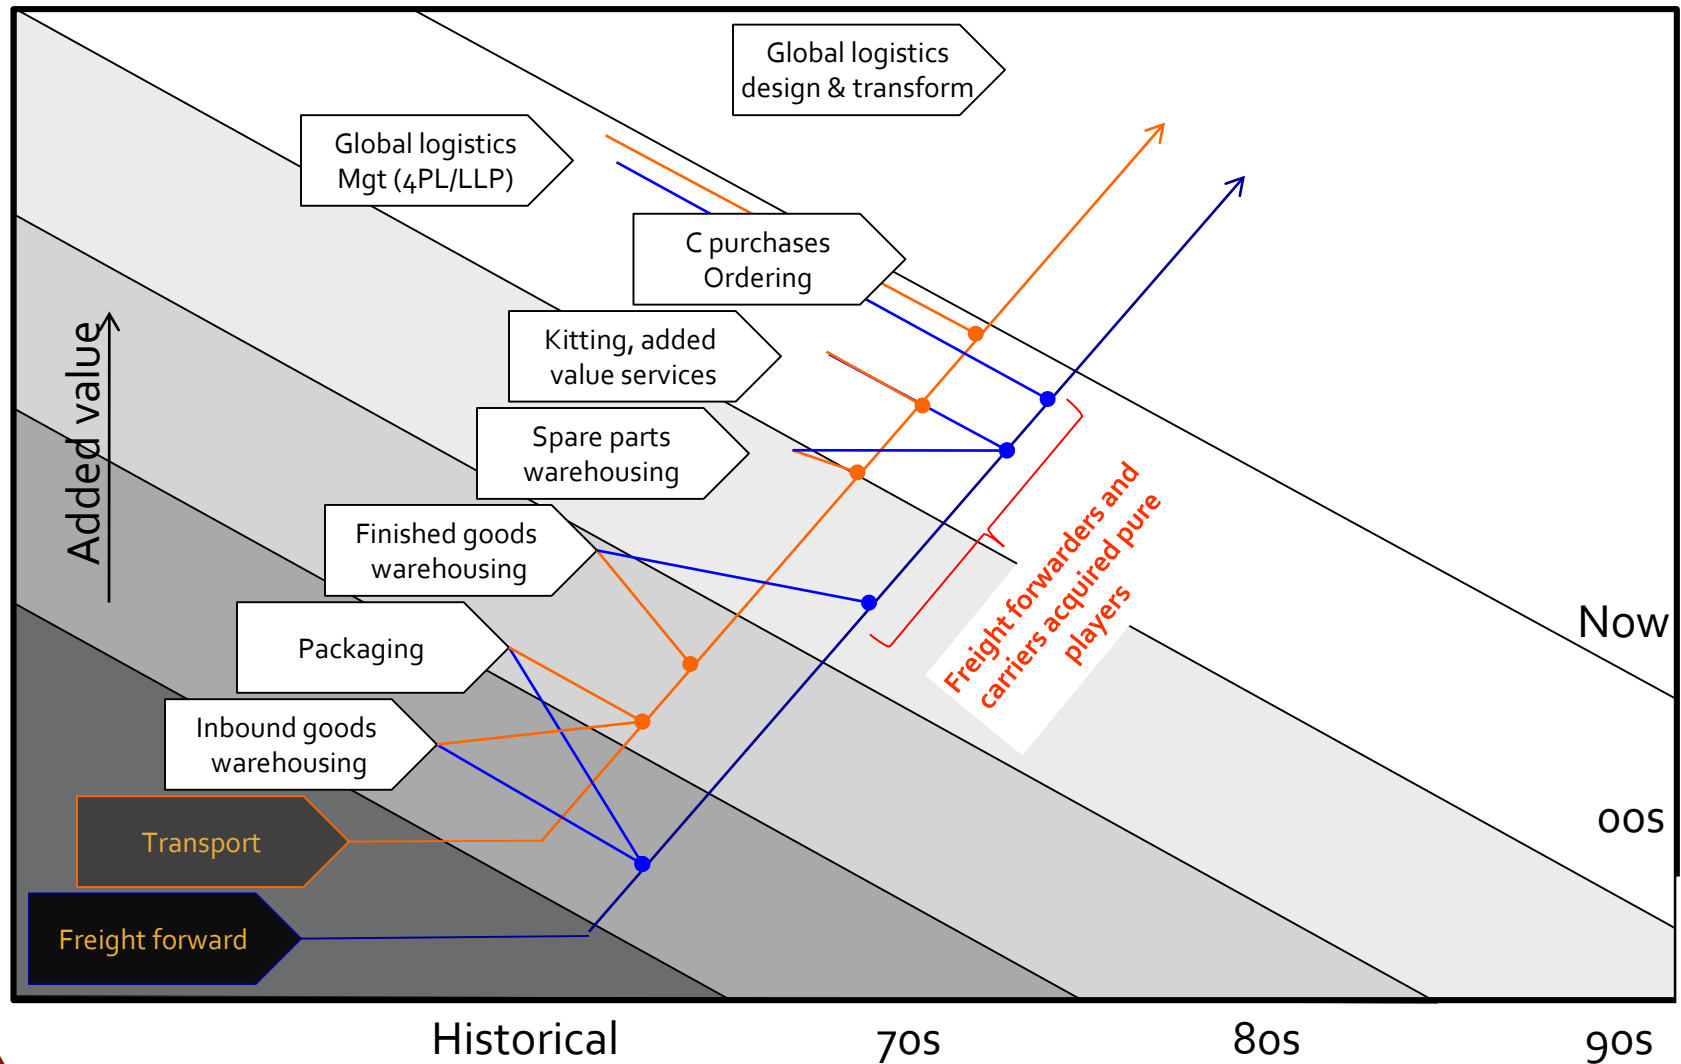 Global logistics
design & transform
Global logistics
Mgt (4PL/LLP)
C purchases
Ordering
Kitting, added
value services
Spare parts
warehousing
Finished goods
warehousing
Packaging
Inbound goods
warehousing
Transport
Freight forward
Added value
Freight forwarders and
carriers acquired pure
players
Now
00s
Historical
70s
80s
90s